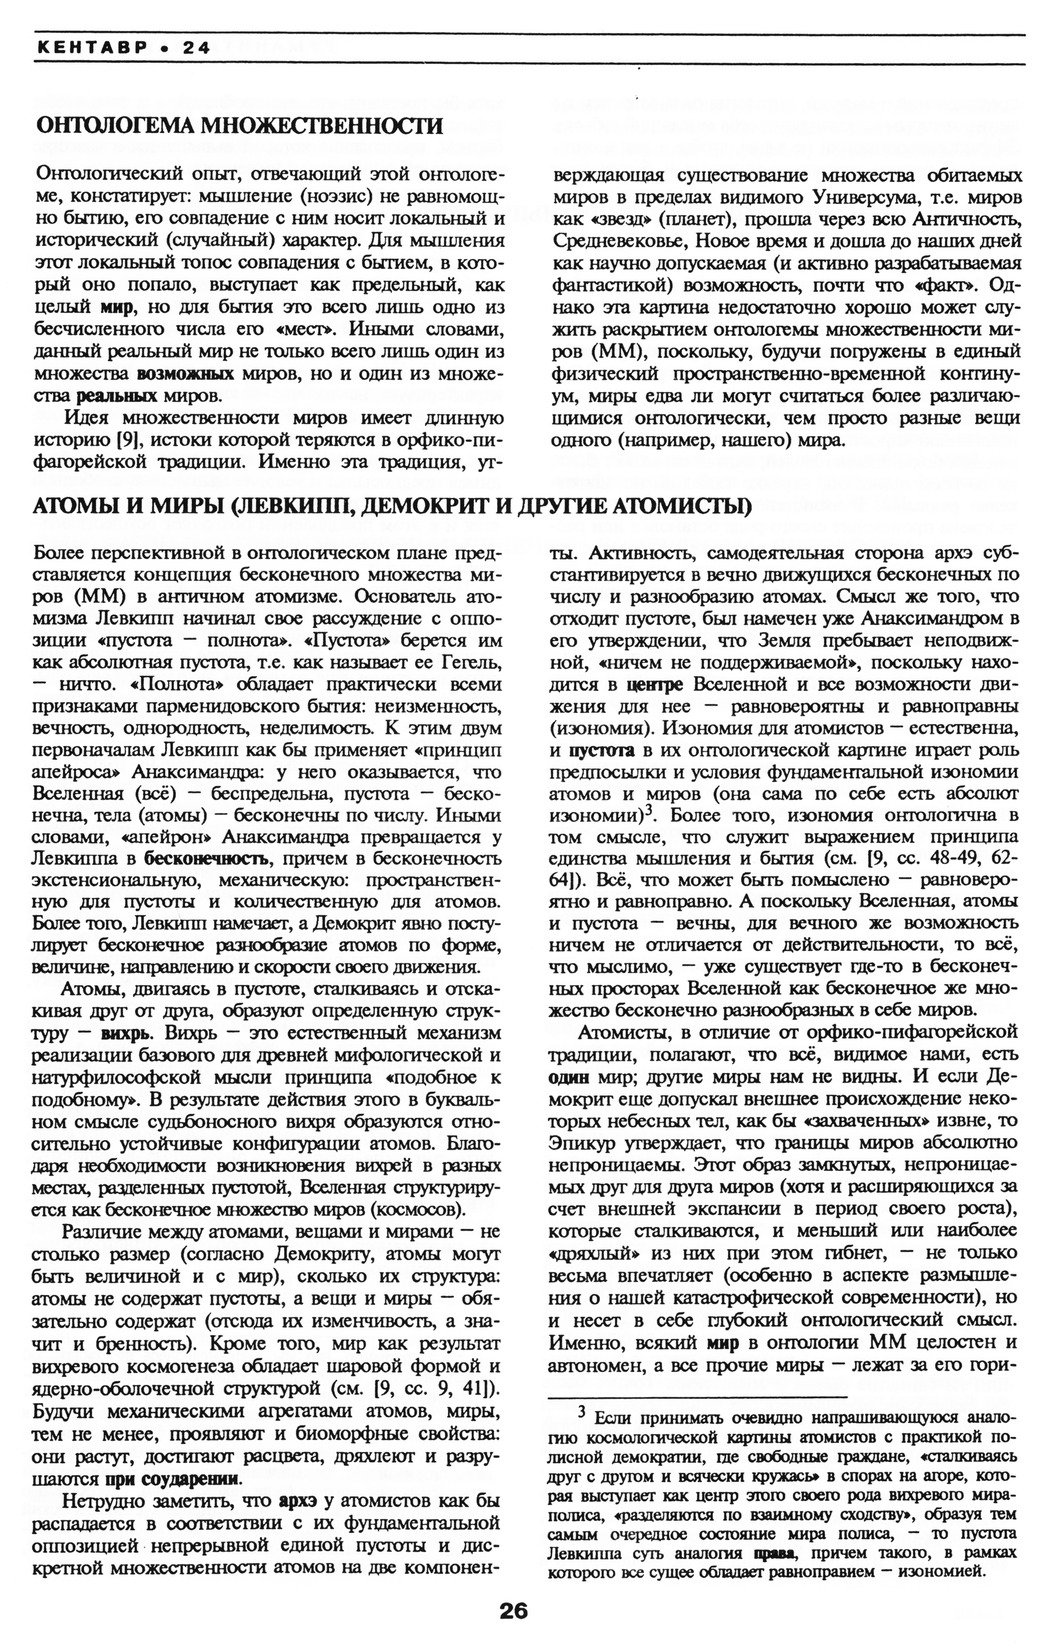 КЕНТАВР • 24
ОНТОЛОГЕМА МНОЖЕСТВЕННОСТИ
Онтологический опыт, отвечающий этой онтологе-
ме, констатирует: мышление (ноэзис) не равномощ-
но бытию, его совпадение с ним носит локальный и
исторический (случайный) характер. Для мышления
этот локальный топос совпадения с бытием, в кото-
рый оно попало, выступает как предельный, как
целый мир, но для бытия это всего лишь одно из
бесчисленного числа его «мест». Иными словами,
данный реальный мир не только всего лишь один из
множества возможных миров, но и один из множе-
ства реальных миров.
Идея множественности миров имеет длинную
историю [9], истоки которой теряются в орфико-пи-
фагорейской традиции. Именно эта традиция, ут-
верждающая существование множества обитаемых
миров в пределах видимого Универсума, т.е. миров
как «звезд» (планет), прошла через всю Античность,
Средневековье, Новое время и дошла до наших дней
как научно допускаемая (и активно разрабатываемая
фантастикой) возможность, почти что «факт». Од-
нако эта картина недостаточно хорошо может слу-
жить раскрытием онтологемы множественности ми-
ров (ММ), поскольку, будучи погружены в единый
физический пространственно-временной контину-
ум, миры едва ли могут считаться более различаю-
щимися онтологически, чем просто разные вещи
одного (например, нашего) мира.
АТОМЫ И МИРЫ (ЛЕВКИПП, ДЕМОКРИТ И ДРУГИЕ АТОМИСТЫ)
Более перспективной в онтологическом плане пред-
ставляется концепция бесконечного множества ми-
ров (ММ) в античном атомизме. Основатель ато-
мизма Левкипп начинал свое рассуждение с оппо-
зиции «пустота — полнота». «Пустота» берется им
как абсолютная пустота, т.е. как называет ее Гегель,
— ничто. «Полнота» обладает практически всеми
признаками парменидовского бытия: неизменность,
вечность, однородность, неделимость. К этим двум
первоначалам Левкипп как бы применяет «принцип
апейроса» Анаксимандра: у него оказывается, что
Вселенная (всё) — беспредельна, пустота — беско-
нечна, тела (атомы) — бесконечны по числу. Иными
словами, «апейрон» Анаксимандра превращается у
Левкиппа в бесконечность, причем в бесконечность
экстенсиональную, механическую: пространствен-
ную для пустоты и количественную для атомов.
Более того, Левкипп намечает, а Демокрит явно посту-
лирует бесконечное разнообразие атомов по форме,
величине, направлению и скорости своего движения.
Атомы, двигаясь в пустоте, сталкиваясь и отска-
кивая друг от друга, образуют определенную струк-
туру — вихрь. Вихрь — это естественный механизм
реализации базового для древней мифологической и
натурфилософской мысли принципа «подобное к
подобному». В результате действия этого в букваль-
ном смысле судьбоносного вихря образуются отно-
сительно устойчивые конфигурации атомов. Благо-
даря необходимости возникновения вихрей в разных
местах, разделенных пустотой, Вселенная структуриру-
ется как бесконечное множество миров (космосов).
Различие между атомами, вещами и мирами — не
столько размер (согласно Демокриту, атомы могут
быть величиной и с мир), сколько их структура:
атомы не содержат пустоты, а вещи и миры — обя-
зательно содержат (отсюда их изменчивость, а зна-
чит и бренность). Кроме того, мир как результат
вихревого космогенеза обладает шаровой формой и
ядерно-оболочечной структурой (см. [9, сс. 9, 41]).
Будучи механическими агрегатами атомов, миры,
тем не менее, проявляют и биоморфные свойства:
они растут, достигают расцвета, дряхлеют и разру-
шаются при соударении.
Нетрудно заметить, что архэ у атомистов как бы
распадается в соответствии с их фундаментальной
оппозицией непрерывной единой пустоты и дис-
кретной множественности атомов на две компонен-
ты. Активность, самодеятельная сторона архэ суб-
стантивируется в вечно движущихся бесконечных по
числу и разнообразию атомах. Смысл же того, что
отходит пустоте, был намечен уже Анаксимандром в
его утверждении, что Земля пребывает неподвиж-
ной, «ничем не поддерживаемой», поскольку нахо-
дится в центре Вселенной и все возможности дви-
жения для нее — равновероятны и равноправны
(изономия). Изономия для атомистов — естественна,
и пустота в их онтологической картине играет роль
предпосылки и условия фундаментальной изономии
атомов и миров (она сама по себе есть абсолют
изономии)3. Более того, изономия онтологична в
том смысле, что служит выражением принципа
единства мышления и бытия (см. [9, сс. 48-49, 62-
64]). Всё, что может быть помыслено — равноверо-
ятно и равноправно. А поскольку Вселенная, атомы
и пустота — вечны, для вечного же возможность
ничем не отличается от действительности, то всё,
что мыслимо, — уже существует где-то в бесконеч-
ных просторах Вселенной как бесконечное же мно-
жество бесконечно разнообразных в себе миров.
Атомисты, в отличие от орфико-пифагорейской
традиции, полагают, что всё, видимое нами, есть
один мир; другие миры нам не видны. И если Де-
мокрит еще допускал внешнее происхождение неко-
торых небесных тел, как бы «захваченных» извне, то
Эпикур утверждает, что границы миров абсолютно
непроницаемы. Этот образ замкнутых, непроницае-
мых друг для друга миров (хотя и расширяющихся за
счет внешней экспансии в период своего роста),
которые сталкиваются, и меньший или наиболее
«дряхлый» из них при этом гибнет, — не только
весьма впечатляет (особенно в аспекте размышле-
ния о нашей катастрофической современности), но
и несет в себе глубокий онтологический смысл.
Именно, всякий мир в онтологии ММ целостен и
автономен, а все прочие миры — лежат за его гори-
3 Если принимать очевидно напрашивающуюся анало-
гию космологической картины атомистов с практикой по-
лисной демократии, где свободные граждане, «сталкиваясь
друг с другом и всячески кружась» в спорах на агоре, кото-
рая выступает как центр этого своего рода вихревого мира-
полиса, «разделяются по взаимному сходству», образуя тем
самым очередное состояние мира полиса, — то пустота
Левкиппа суть аналогия права, причем такого, в рамках
которого все сущее обладает равноправием — изономией.
26